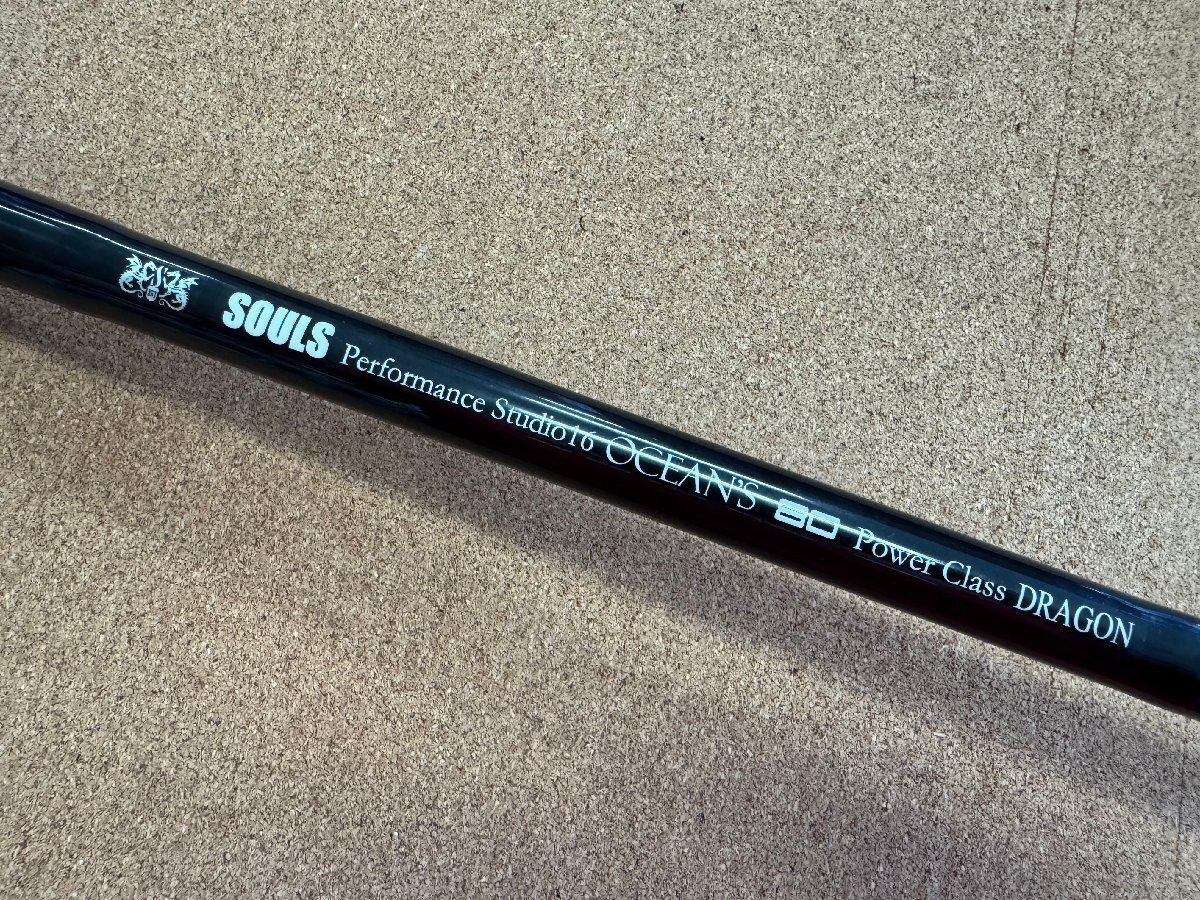 SOULS Performance Studio16 OCEAN'S 80 Power Class DRAGON